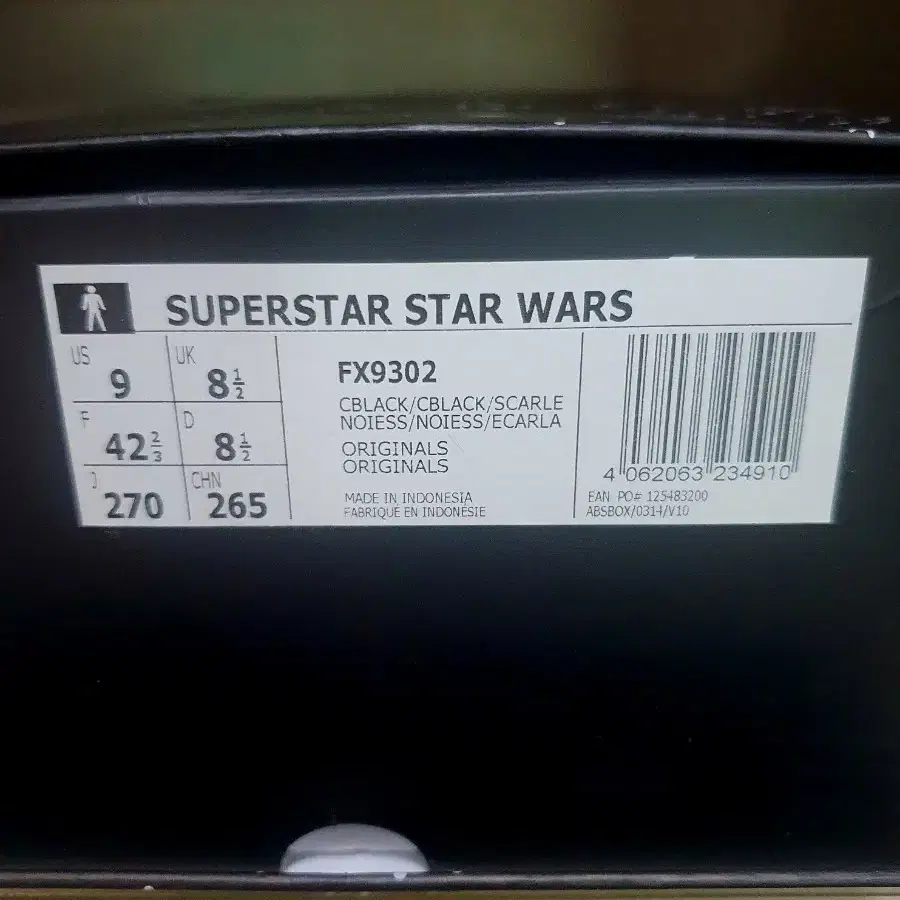 SUPERSTAR STAR WARS
US 9 UK 8½
F 42⅔ D 8½
J 270 CHN 265
FX9302
CBLACK/CBLACK/SCARLE
NOIESS/NOIESS/ECARLA
ORIGINALS
ORIGINALS
MADE IN INDONESIA
FABRIQUE EN INDONÉSIE
4 062063 234910
EAN PO# 125483200
ABSBOX/0314/V10